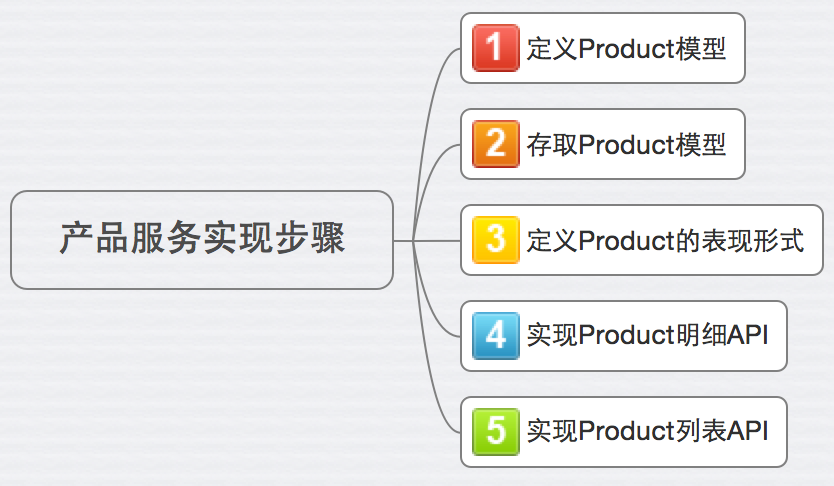 产品服务实现步骤
1 定义Product模型
2 存取Product模型
3 定义Product的表现形式
4 实现Product明细API
5 实现Product列表API